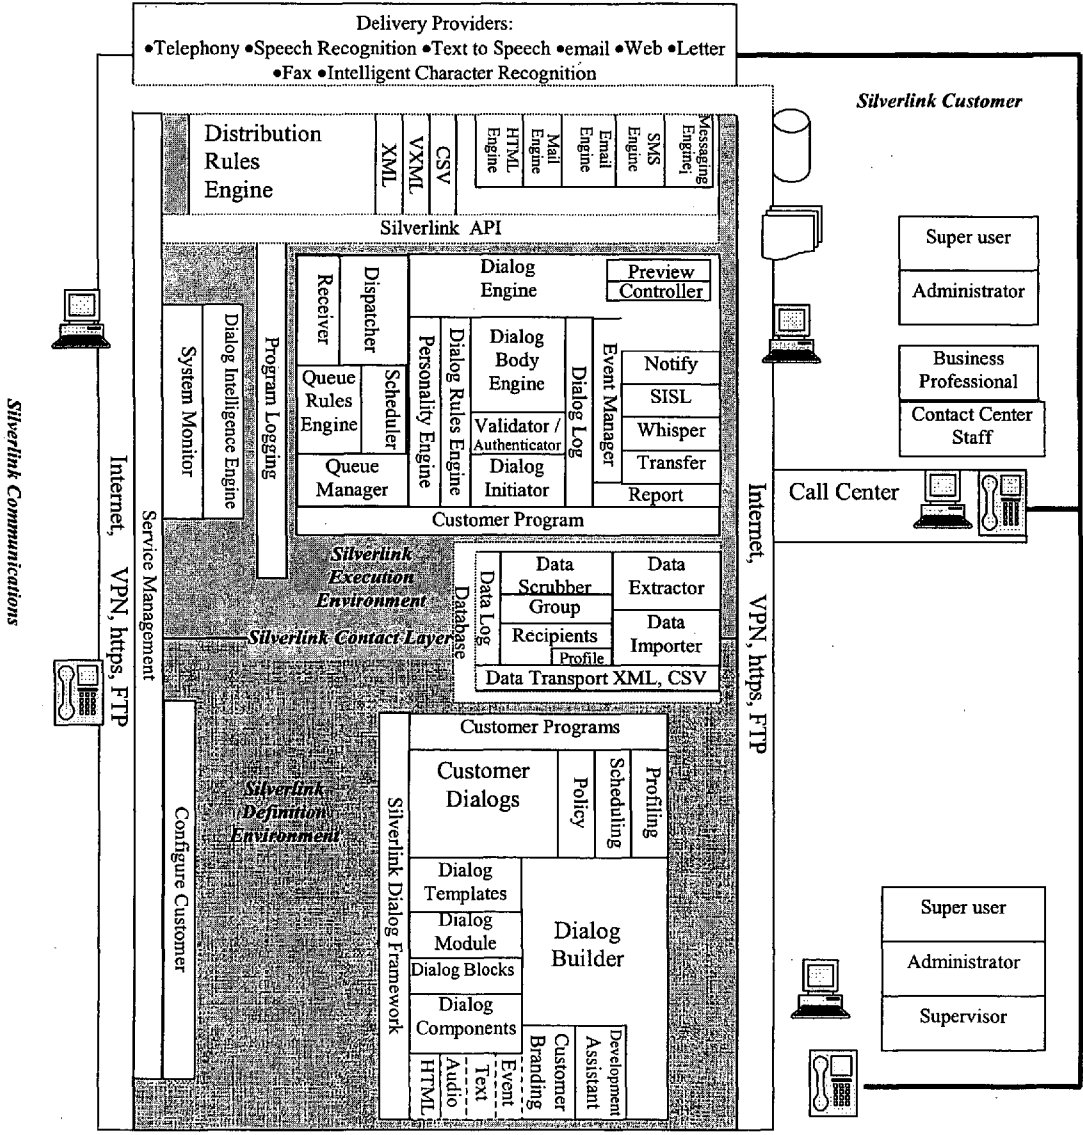 Delivery Providers:
•Telephony •Speech Recognition •Text to Speech •email •Web •Letter
•Fax •Intelligent Character Recognition
Silverlink Customer
Distribution
Rules
Engine
XML
VXML
CSV
HTML
Engine
Mail
Engine
Email
Engine
SMS
Engine
Messaging
Enginej
Silverlink API
Super user
Administrator
Business
Professional
Contact Center
Staff
Call Center
Silverlink Communications
Internet, VPN, https, FTP
Service Management
System Monitor
Dialog Intelligence Engine
Program Logging
Receiver
Dispatcher
Queue
Rules
Engine
Scheduler
Queue
Manager
Dialog
Engine
Preview
Controller
Personality Engine
Dialog Rules Engine
Dialog
Body
Engine
Validator /
Authenticator
Dialog
Initiator
Dialog Log
Event Manager
Notify
SISL
Whisper
Transfer
Report
Customer Program
Internet, VPN, https, FTP
Silverlink
Execution
Environment
Silverlink Contact Layer
Database
Data Log
Data
Scrubber
Group
Recipients
Profile
Data
Extractor
Data
Importer
Data Transport XML, CSV
Configure Customer
Silverlink
Definition
Environment
Silverlink Dialog Framework
Customer Programs
Customer
Dialogs
Policy
Scheduling
Profiling
Dialog
Templates
Dialog
Module
Dialog Blocks
Dialog
Components
Dialog
Builder
HTML
Audio
Text
Event
Customer
Branding
Development
Assistant
Super user
Administrator
Supervisor